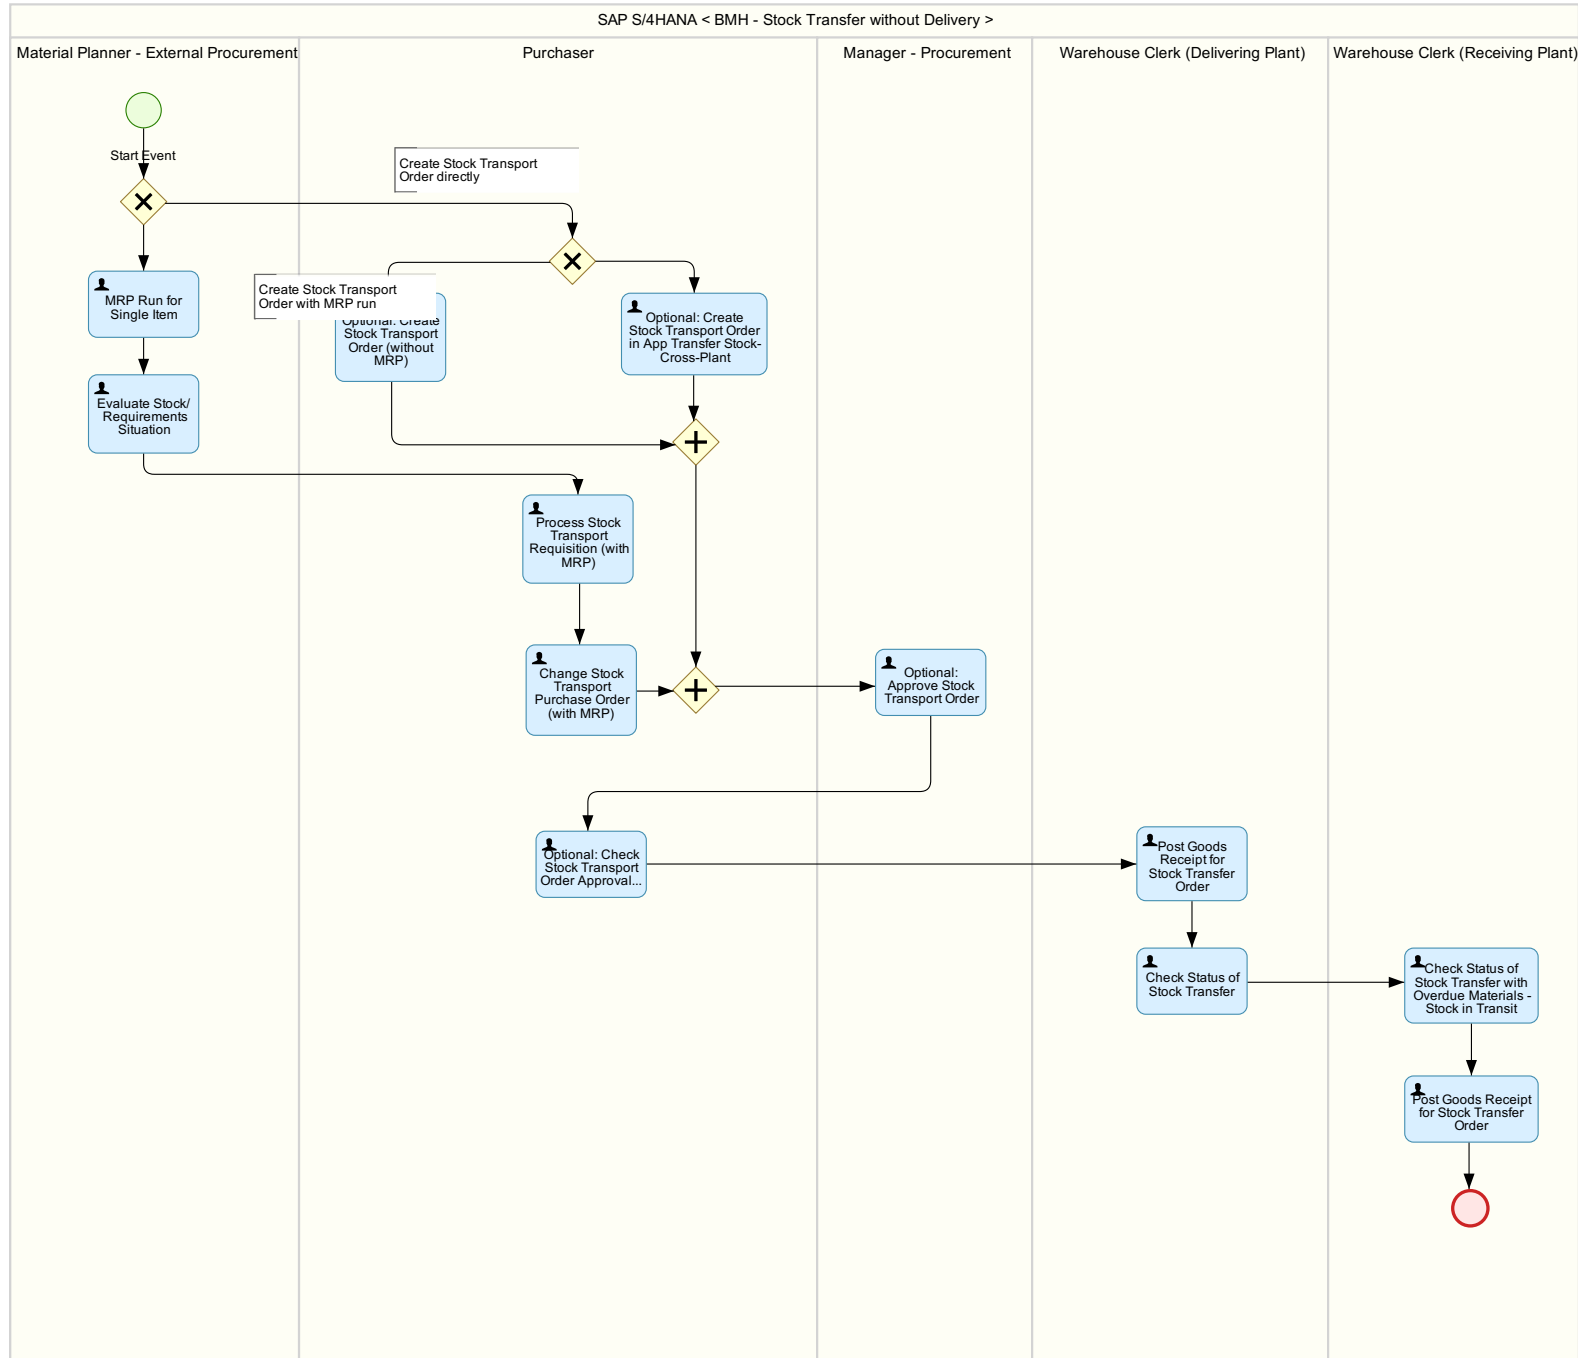 SAP S/4HANA < BMH - Stock Transfer without Delivery >
Material Planner - External Procurement
Purchaser
Manager - Procurement
Warehouse Clerk (Delivering Plant)
Warehouse Clerk (Receiving Plant)
Start Event
Create Stock Transport
Order directly
MRP Run for
Single Item
Create Stock Transport
Order with MRP run
Optional: Create
Stock Transport
Order (without
MRP)
Optional: Create
Stock Transport Order
in App Transfer Stock-
Cross-Plant
Evaluate Stock/
Requirements
Situation
Process Stock
Transport
Requisition (with
MRP)
Change Stock
Transport
Purchase Order
(with MRP)
Optional:
Approve Stock
Transport Order
Optional: Check
Stock Transport
Order Approval...
Post Goods
Receipt for
Stock Transfer
Order
Check Status of
Stock Transfer
Check Status of
Stock Transfer with
Overdue Materials -
Stock in Transit
Post Goods Receipt
for Stock Transfer
Order